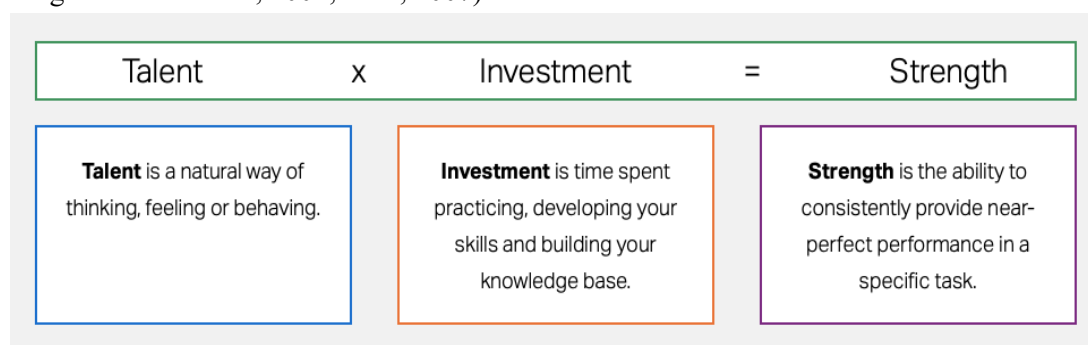 Talent x Investment = Strength
Talent is a natural way of
thinking, feeling or behaving.
Investment is time spent
practicing, developing your
skills and building your
knowledge base.
Strength is the ability to
consistently provide near-
perfect performance in a
specific task.